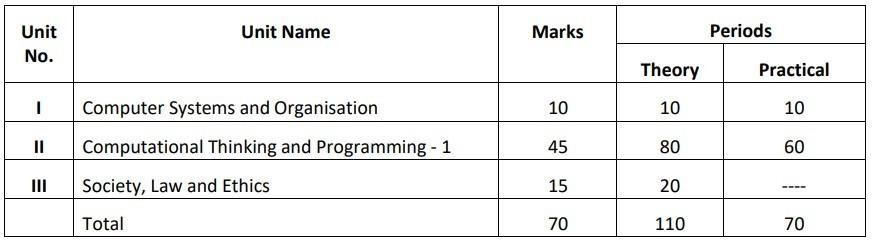 Unit No. Unit Name Marks Periods
Theory Practical
I Computer Systems and Organisation 10 10 10
II Computational Thinking and Programming - 1 45 80 60
III Society, Law and Ethics 15 20 ----
Total 70 110 70